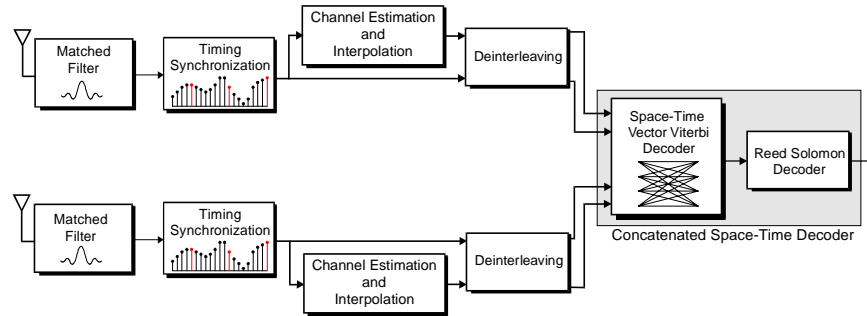 Matched
Filter
Timing
Synchronization
Channel Estimation
and
Interpolation
Deinterleaving
Space-Time
Vector Viterbi
Decoder
Reed Solomon
Decoder
Concatenated Space-Time Decoder
Matched
Filter
Timing
Synchronization
Channel Estimation
and
Interpolation
Deinterleaving